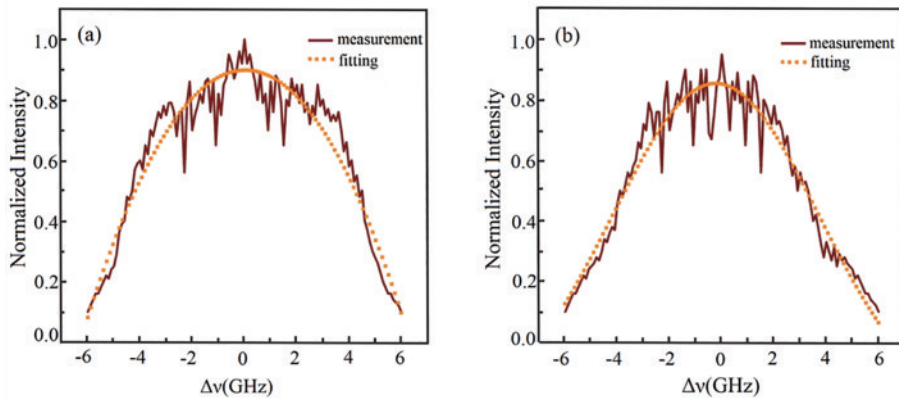 (a)
measurement
fitting
Normalized Intensity
1.0
0.8
0.6
0.4
0.2
0.0
-6 -4 -2 0 2 4 6
Δν(GHz)
(b)
measurement
fitting
Normalized Intensity
1.0
0.8
0.6
0.4
0.2
0.0
-6 -4 -2 0 2 4 6
Δν(GHz)